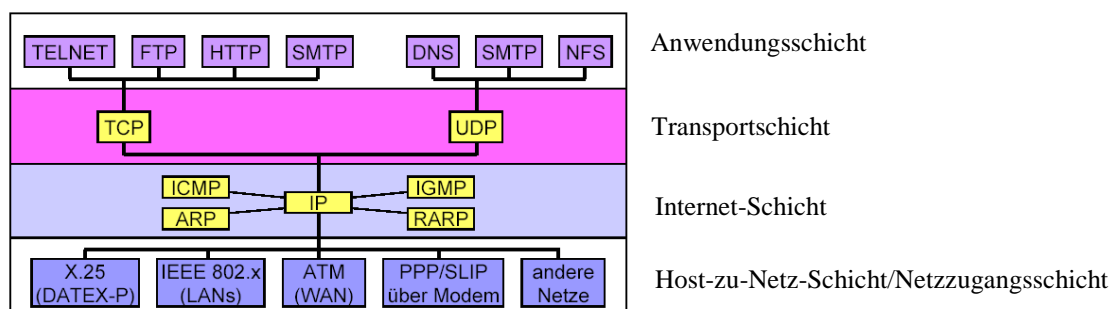 TELNET FTP HTTP SMTP DNS SMTP NFS Anwendungsschicht
TCP UDP Transportschicht
ICMP IGMP
IP Internet-Schicht
ARP RARP
X.25 IEEE 802.x ATM PPP/SLIP andere
(DATEX-P) (LANs) (WAN) über Modem Netze
Host-zu-Netz-Schicht/Netzzugangsschicht